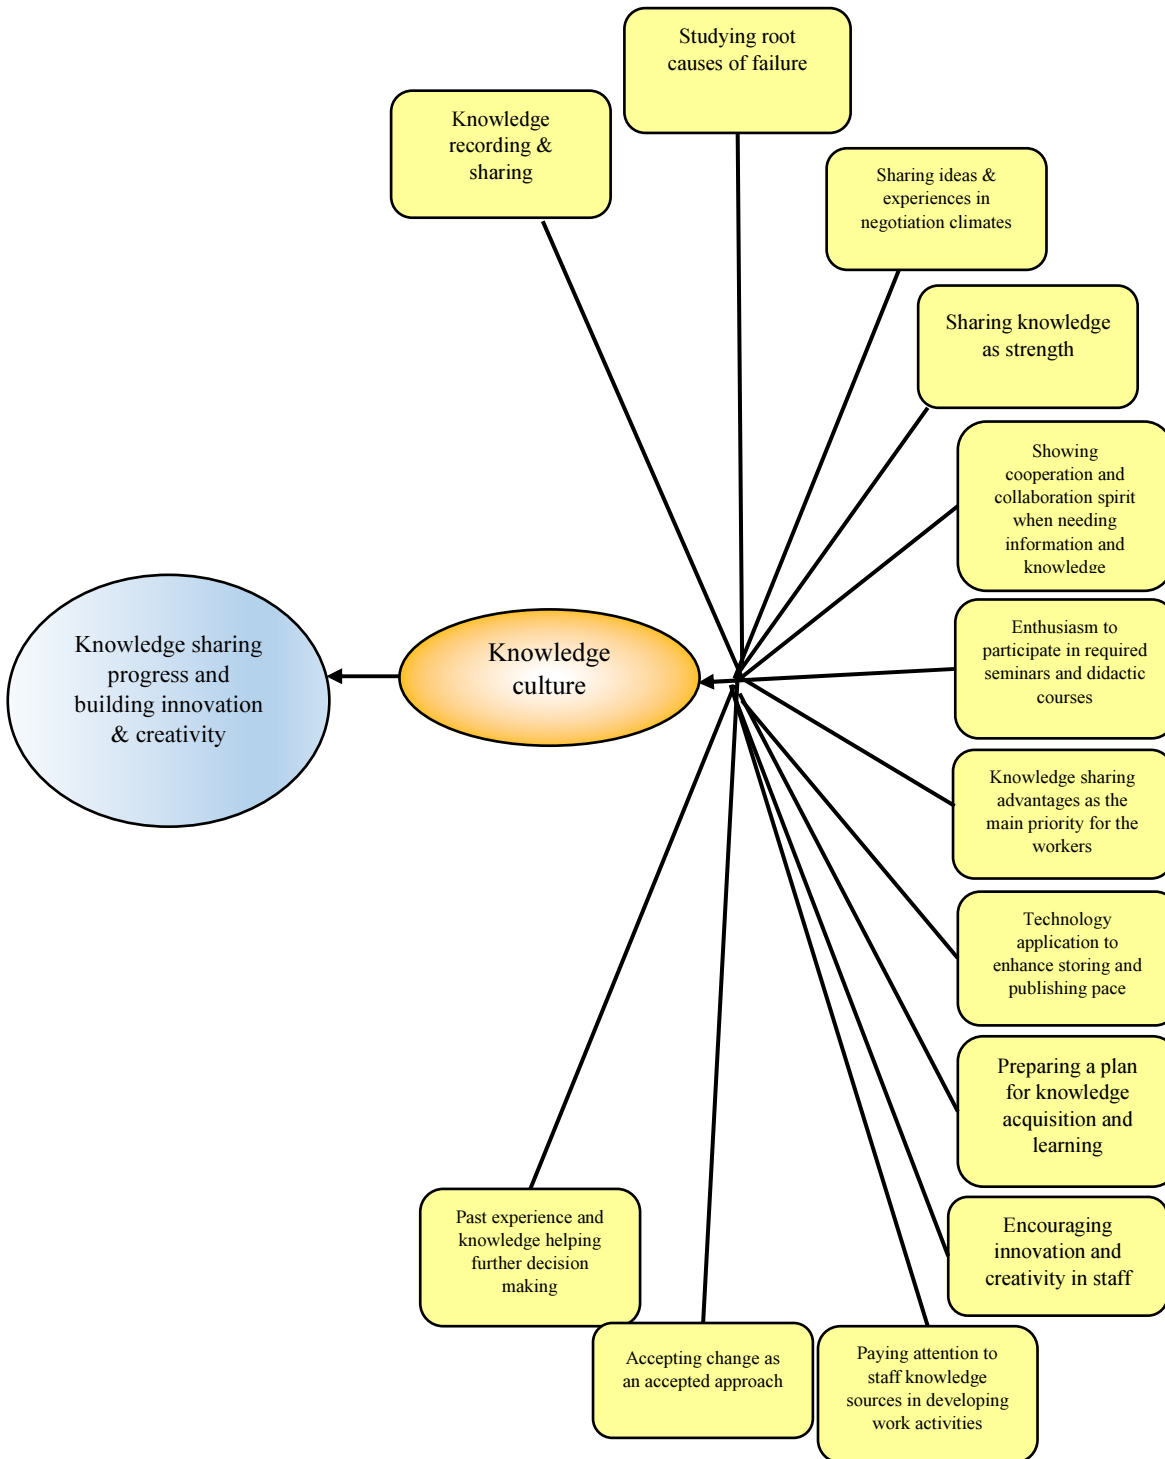 Studying root
causes of failure
Knowledge
recording &
sharing
Sharing ideas &
experiences in
negotiation climates
Sharing knowledge
as strength
Showing
cooperation and
collaboration spirit
when needing
information and
knowledge
Enthusiasm to
participate in required
seminars and didactic
courses
Knowledge sharing
progress and
building innovation
& creativity
Knowledge
culture
Knowledge sharing
advantages as the
main priority for the
workers
Technology
application to
enhance storing and
publishing pace
Preparing a plan
for knowledge
acquisition and
learning
Encouraging
innovation and
creativity in staff
Past experience and
knowledge helping
further decision
making
Accepting change as
an accepted approach
Paying attention to
staff knowledge
sources in developing
work activities